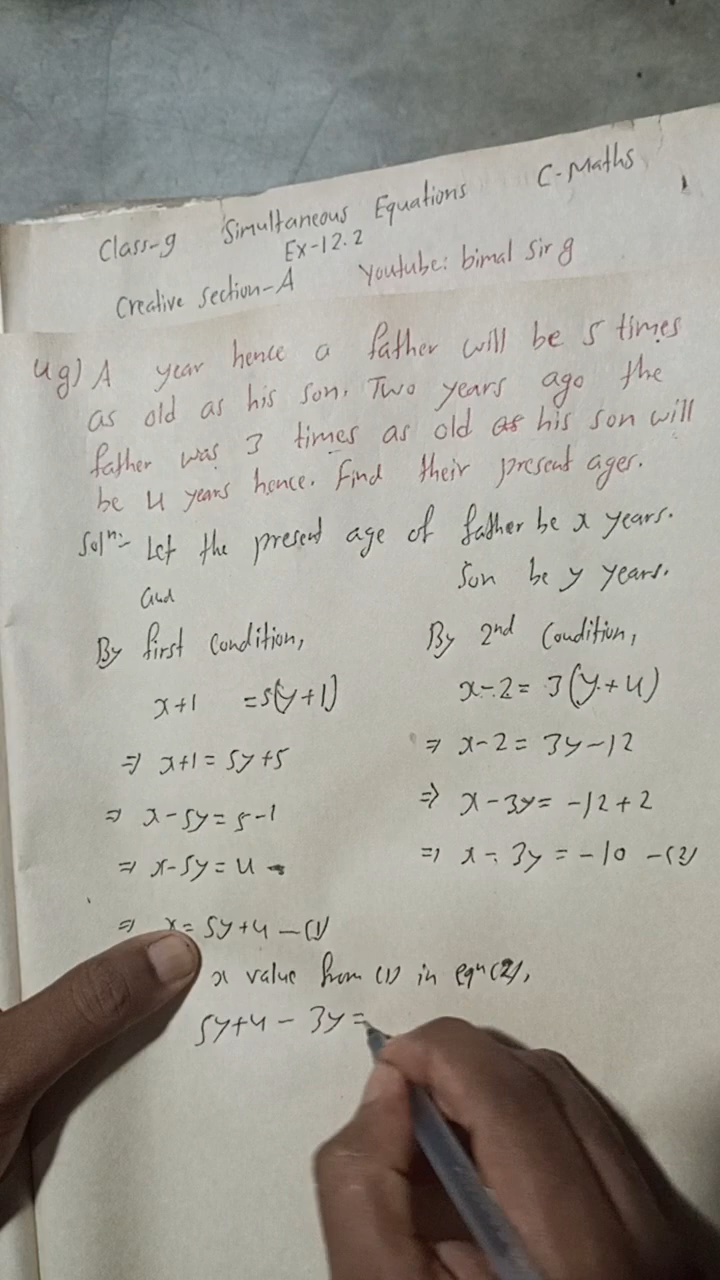 Class-9 Simultaneous Equations C-Maths
Ex-12.2
Creative section-A Youtube: bimal sir g
4g) A year hence a father will be 5 times
as old as his son. Two years ago the
father was 3 times as old as his son will
be 4 years hence. Find their present ages.
Solⁿ:- Let the present age of father be x years.
and son be y years.
By first condition,
x+1 =5(y+1)
⇒ x+1=5y+5
⇒ x-5y=5-1
⇒ x-5y=4
⇒ x=5y+4 -(1)
By 2nd Condition,
x-2= 3(y+4)
⇒ x-2= 3y-12
⇒ x-3y= -12+2
⇒ x-3y = -10 -(2)
x value from (1) in eqⁿ(2),
5y+4- 3y=